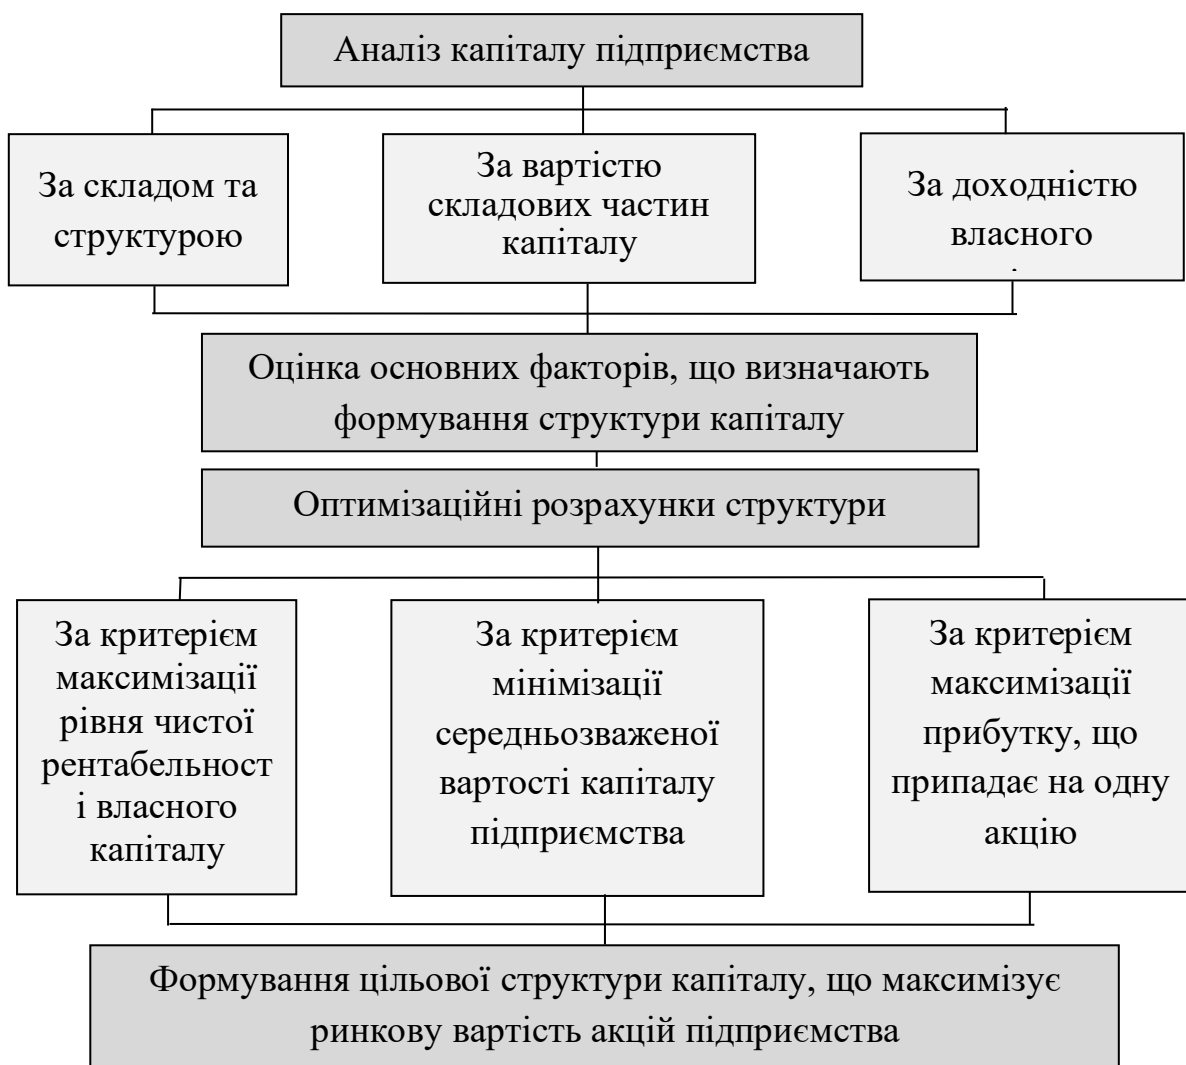 Аналіз капіталу підприємства
За складом та
структурою
За вартістю
складових частин
капіталу
За доходністю
власного
Оцінка основних факторів, що визначають
формування структури капіталу
Оптимізаційні розрахунки структури
За критерієм
максимізації
рівня чистої
рентабельност
і власного
капіталу
За критерієм
мінімізації
середньозваженої
вартості капіталу
підприємства
За критерієм
максимізації
прибутку, що
припадає на одну
акцію
Формування цільової структури капіталу, що максимізує
ринкову вартість акцій підприємства